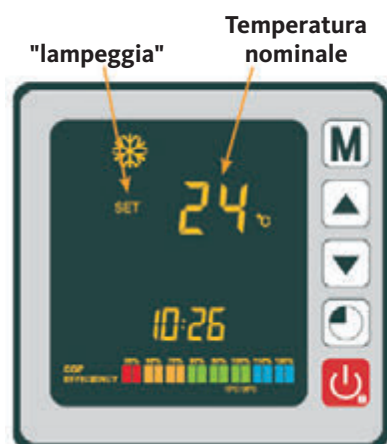 Temperatura
nominale
"lampeggia"
M
SET
24 °C
10:26
COP
EFFICIENCY